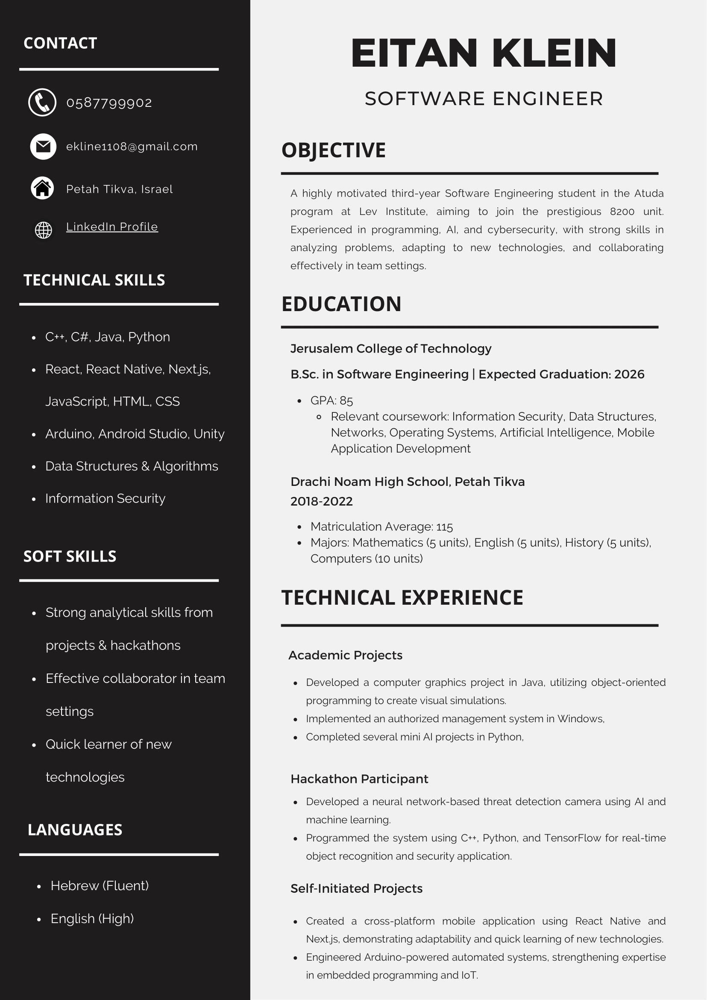 CONTACT
0587799902
ekline1108@gmail.com
Petah Tikva, Israel
LinkedIn Profile
TECHNICAL SKILLS
• C++, C#, Java, Python
• React, React Native, Next.js,
JavaScript, HTML, CSS
• Arduino, Android Studio, Unity
• Data Structures & Algorithms
• Information Security
SOFT SKILLS
• Strong analytical skills from
projects & hackathons
• Effective collaborator in team
settings
• Quick learner of new
technologies
LANGUAGES
• Hebrew (Fluent)
• English (High)
EITAN KLEIN
SOFTWARE ENGINEER
OBJECTIVE
A highly motivated third-year Software Engineering student in the Atuda
program at Lev Institute, aiming to join the prestigious 8200 unit.
Experienced in programming, AI, and cybersecurity, with strong skills in
analyzing problems, adapting to new technologies, and collaborating
effectively in team settings.
EDUCATION
Jerusalem College of Technology
B.Sc. in Software Engineering | Expected Graduation: 2026
• GPA: 85
◦ Relevant coursework: Information Security, Data Structures,
Networks, Operating Systems, Artificial Intelligence, Mobile
Application Development
Drachi Noam High School, Petah Tikva
2018-2022
• Matriculation Average: 115
• Majors: Mathematics (5 units), English (5 units), History (5 units),
Computers (10 units)
TECHNICAL EXPERIENCE
Academic Projects
• Developed a computer graphics project in Java, utilizing object-oriented
programming to create visual simulations.
• Implemented an authorized management system in Windows,
• Completed several mini AI projects in Python,
Hackathon Participant
• Developed a neural network-based threat detection camera using AI and
machine learning.
• Programmed the system using C++, Python, and TensorFlow for real-time
object recognition and security application.
Self-Initiated Projects
• Created a cross-platform mobile application using React Native and
Next.js, demonstrating adaptability and quick learning of new technologies.
• Engineered Arduino-powered automated systems, strengthening expertise
in embedded programming and IoT.